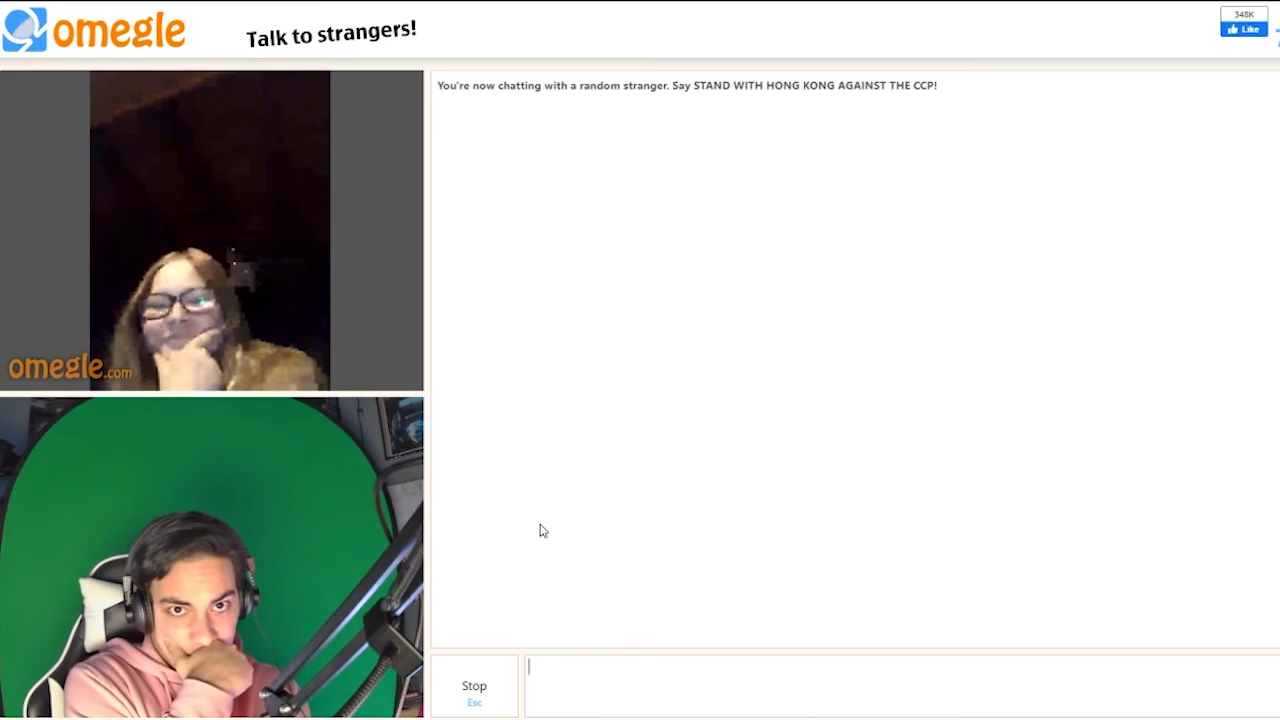 omegle
Talk to strangers!
348K
Like
You're now chatting with a random stranger. Say STAND WITH HONG KONG AGAINST THE CCP!
omegle.com
Stop
Esc